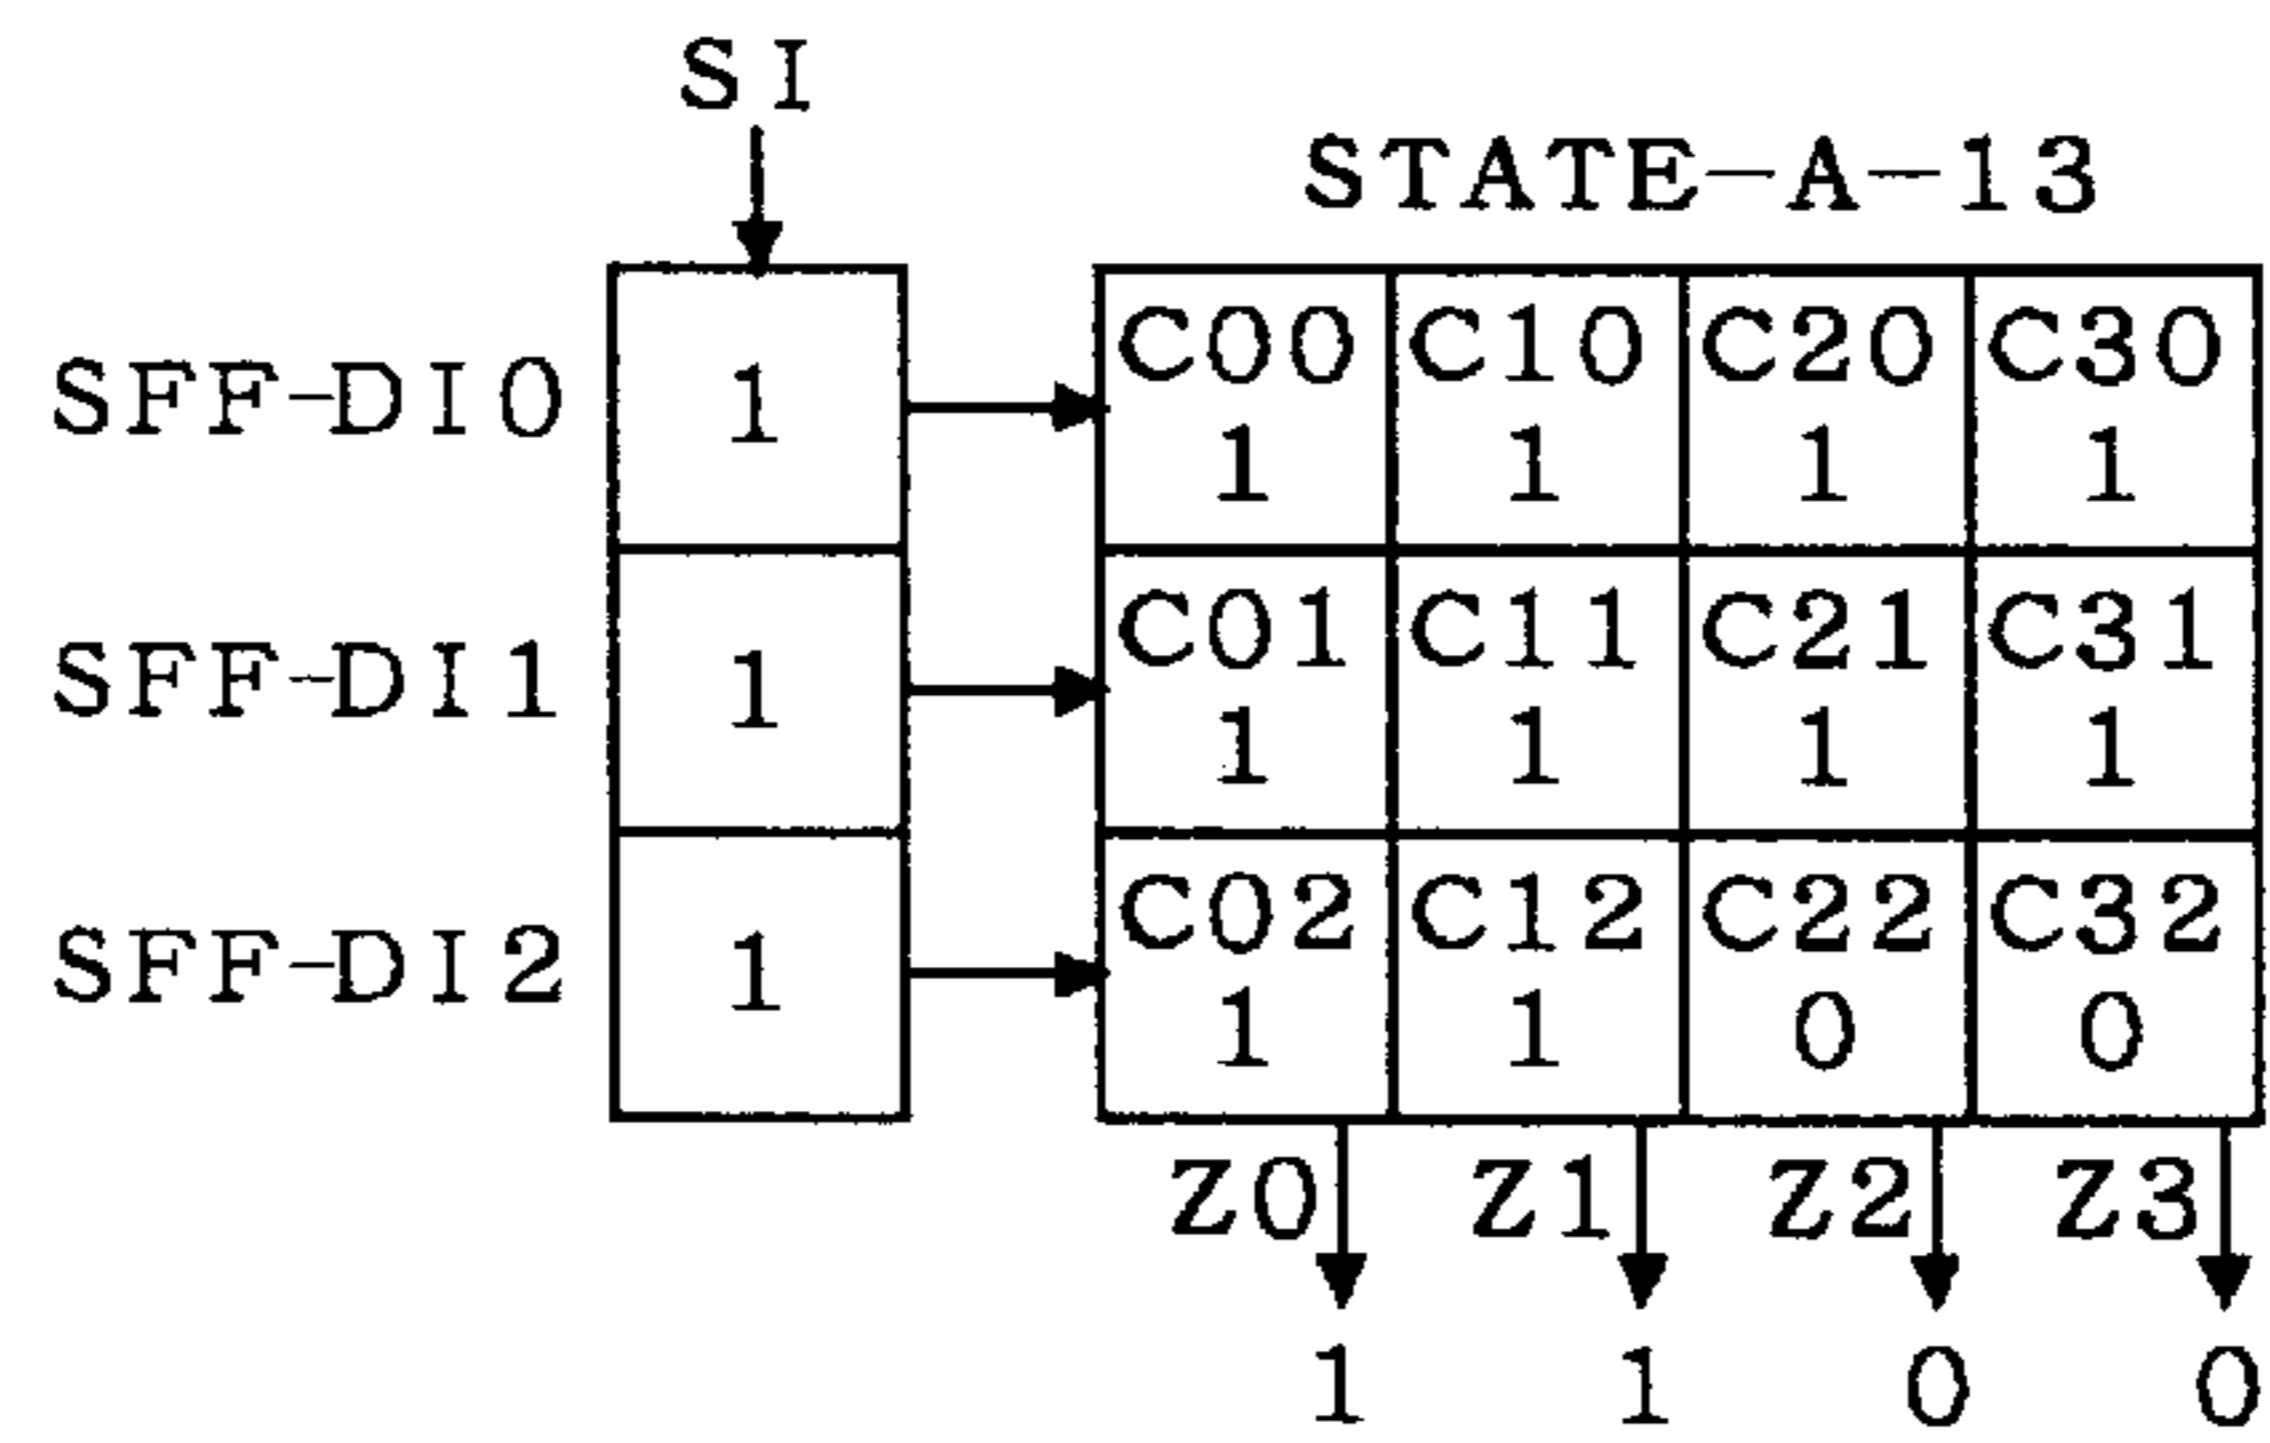 SI
STATE-A-13
C00 C10 C20 C30
SFF-DI0 1 1 1 1 1
C01 C11 C21 C31
SFF-DI1 1 1 1 1 1
C02 C12 C22 C32
SFF-DI2 1 1 1 0 0
Z0 Z1 Z2 Z3
1 1 0 0